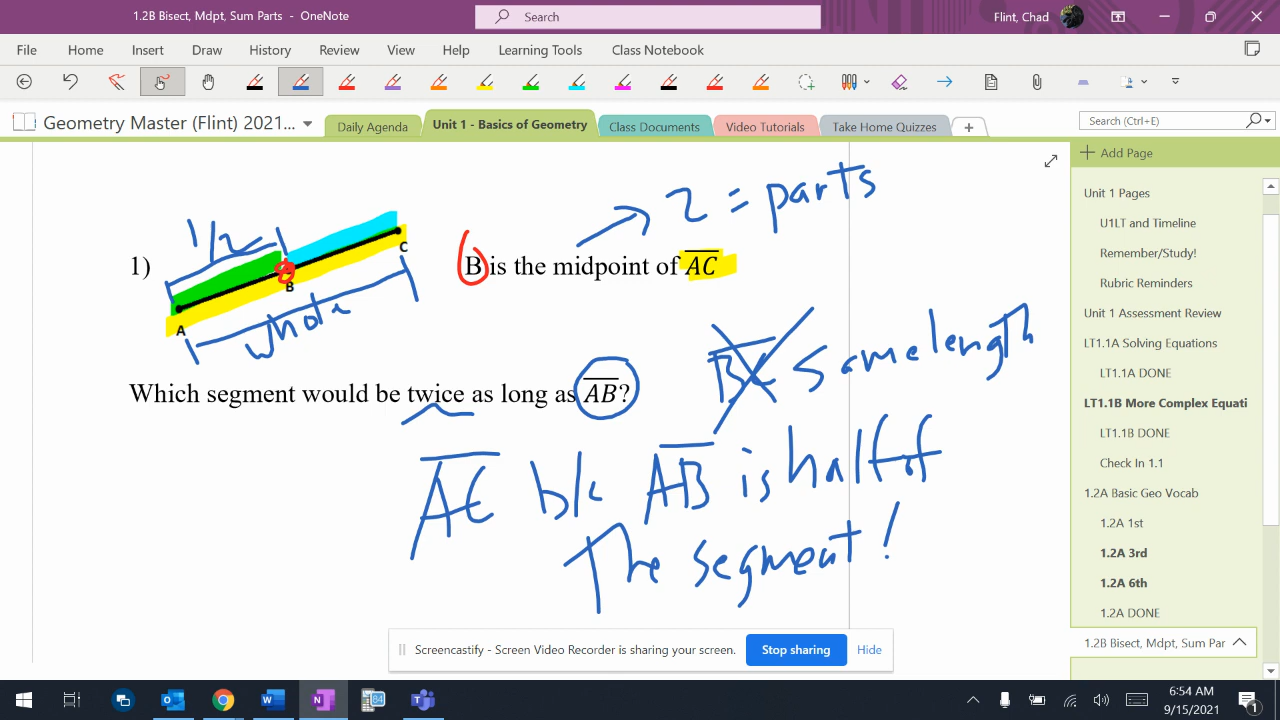 1.2B Bisect, Mdpt, Sum Parts - OneNote
Search
Flint, Chad
File Home Insert Draw History Review View Help Learning Tools Class Notebook
Geometry Master (Flint) 2021...
Daily Agenda
Unit 1 - Basics of Geometry
Class Documents
Video Tutorials
Take Home Quizzes
Search (Ctrl+E)
Add Page
Unit 1 Pages
U1LT and Timeline
Remember/Study!
Rubric Reminders
Unit 1 Assessment Review
LT1.1A Solving Equations
LT1.1A DONE
LT1.1B More Complex Equati
LT1.1B DONE
Check In 1.1
1.2A Basic Geo Vocab
1.2A 1st
1.2A 3rd
1.2A 6th
1.2A DONE
1.2B Bisect, Mdpt, Sum Par
2 = parts
1/2
C
1)
B
A
whole
B is the midpoint of AC
BC same length
Which segment would be twice as long as AB?
AC b/c AB is half of
the segment!
Screencastify - Screen Video Recorder is sharing your screen.
Stop sharing
Hide
6:54 AM
9/15/2021
1